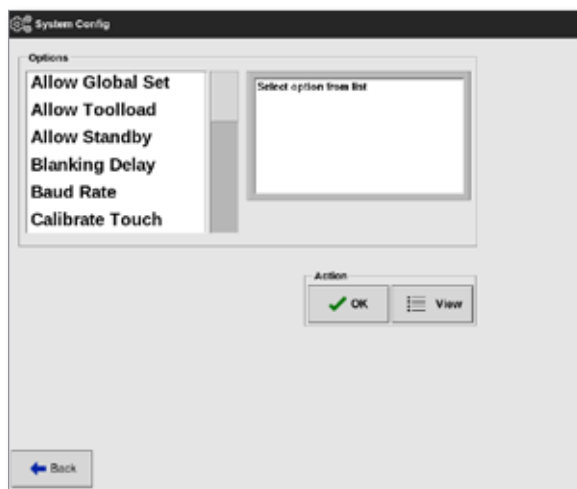 System Config
Options
Allow Global Set
Allow Toolload
Allow Standby
Blanking Delay
Baud Rate
Calibrate Touch
Select option from list
Action
OK
View
Back